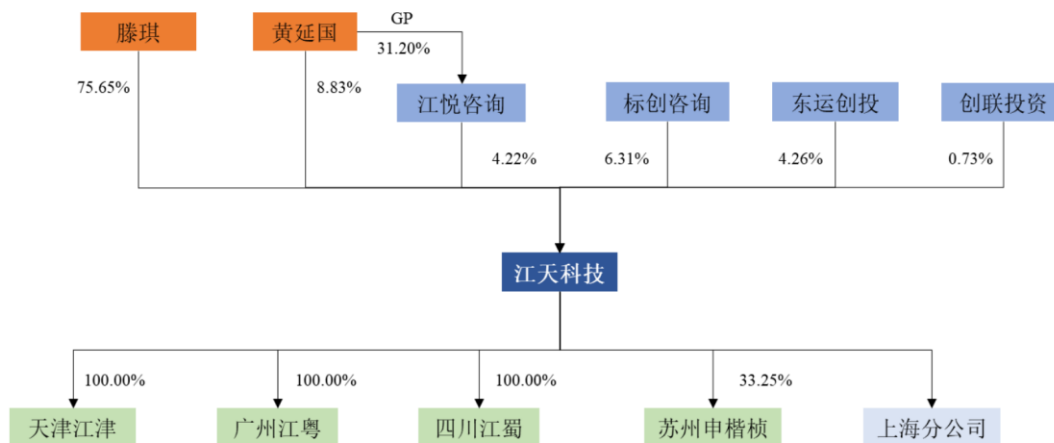 滕琪
黄延国
GP
31.20%
75.65%
8.83%
江悦咨询
标创咨询
东运创投
创联投资
4.22%
6.31%
4.26%
0.73%
江天科技
100.00%
100.00%
100.00%
33.25%
天津江津
广州江粤
四川江蜀
苏州申楷桢
上海分公司